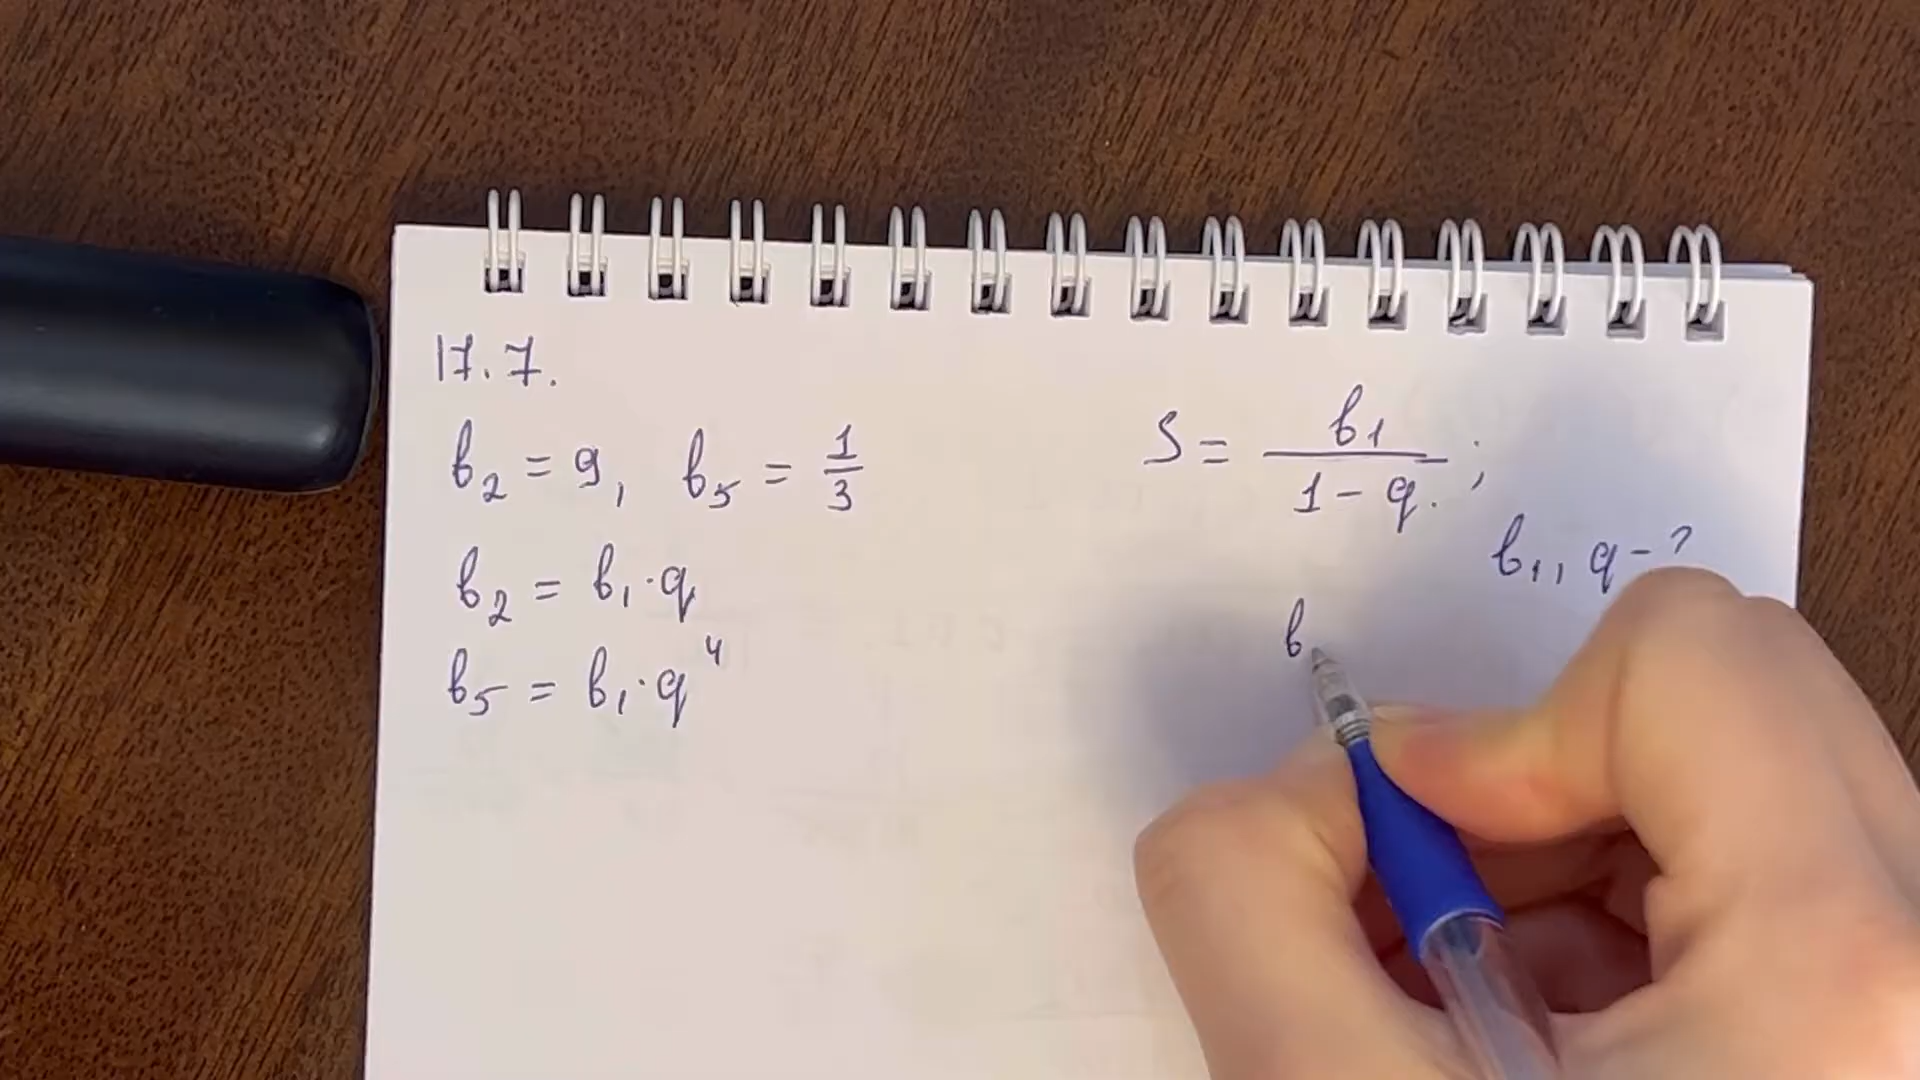 17.7.
b₂ = 9, b₅ = 1/3
b₂ = b₁ · q
b₅ = b₁ · q⁴
S = b₁/(1 - q) ;
b₁, q - ?
b